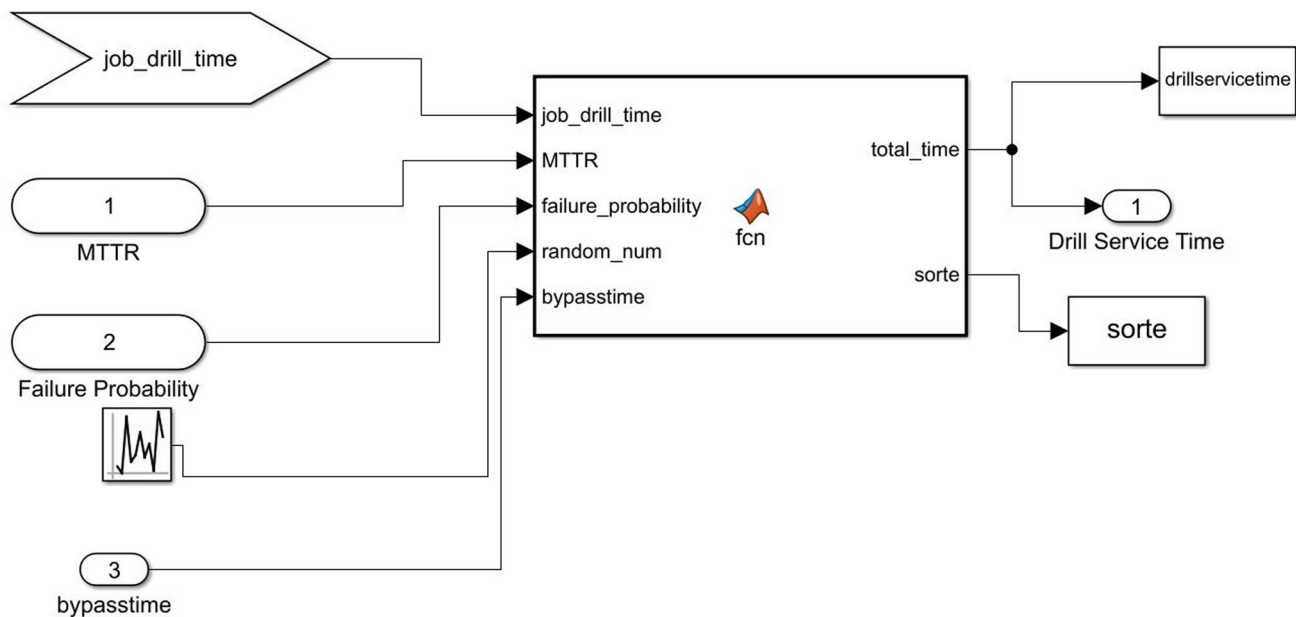 job_drill_time
1
MTTR
2
Failure Probability
3
bypasstime
job_drill_time
MTTR
failure_probability
random_num
bypasstime
fcn
total_time
sorte
drillservicetime
1
Drill Service Time
sorte